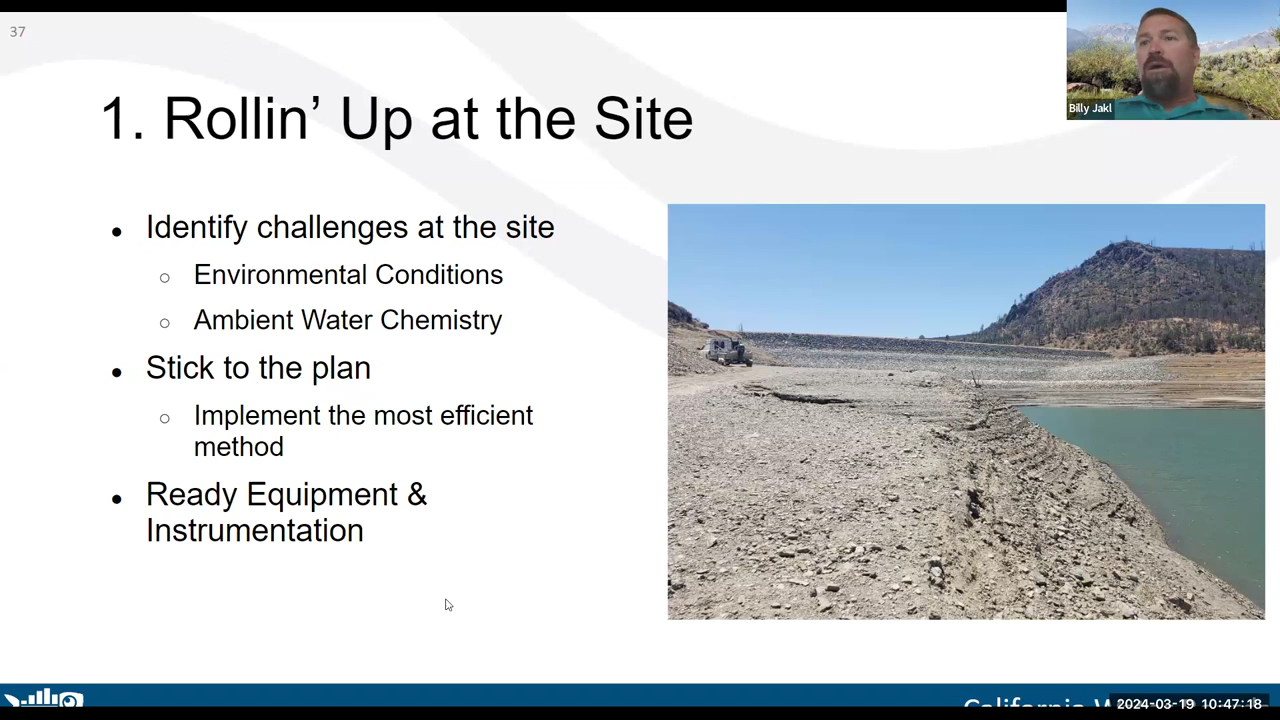 37
Billy Jakl
1. Rollin’ Up at the Site
● Identify challenges at the site
○ Environmental Conditions
○ Ambient Water Chemistry
● Stick to the plan
○ Implement the most efficient
method
● Ready Equipment &
Instrumentation
California
2024-03-19 10:47:18